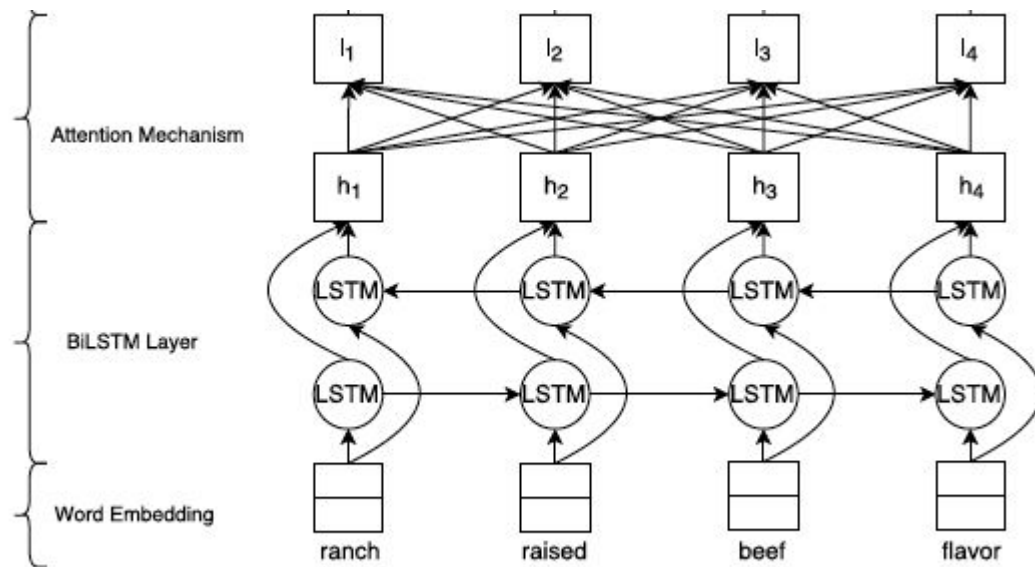 l1 l2 l3 l4
Attention Mechanism
h1 h2 h3 h4
LSTM LSTM LSTM LSTM
BiLSTM Layer
LSTM LSTM LSTM LSTM
Word Embedding
ranch raised beef flavor